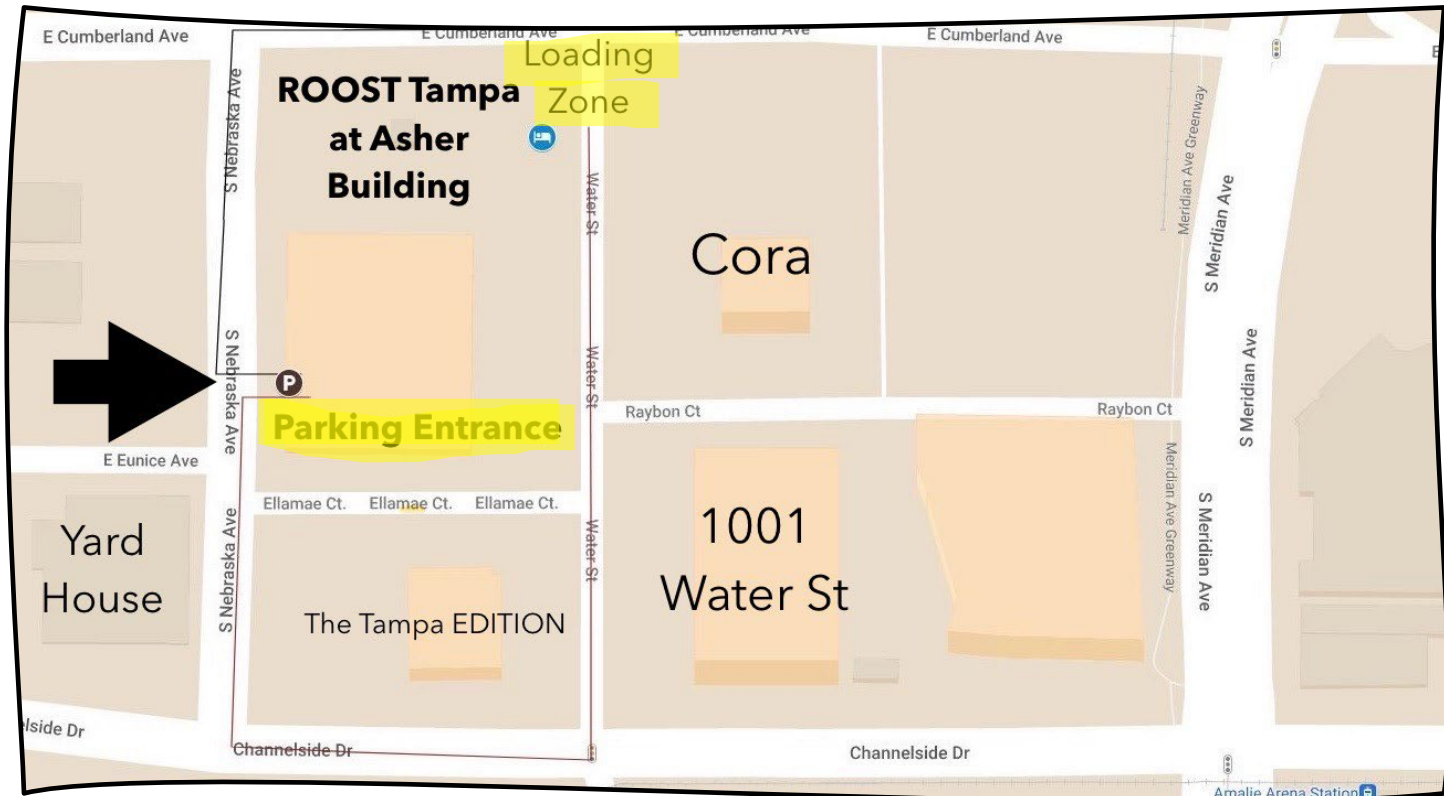 E Cumberland Ave
E Cumberland Ave
E Cumberland Ave
E Cumberland Ave
E
Loading
Zone
ROOST Tampa
at Asher
Building
S Nebraska Ave
Water St
Meridian Ave Greenway
S Meridian Ave
Cora
S Nebraska Ave
P
Water St
S Meridian Ave
Parking Entrance
Raybon Ct
Raybon Ct
E Eunice Ave
Ellamae Ct.
Ellamae Ct.
Ellamae Ct.
Yard
House
S Nebraska Ave
The Tampa EDITION
Water St
1001
Water St
Meridian Ave Greenway
S Meridian Ave
elside Dr
Channelside Dr
Channelside Dr
Amalie Arena Station